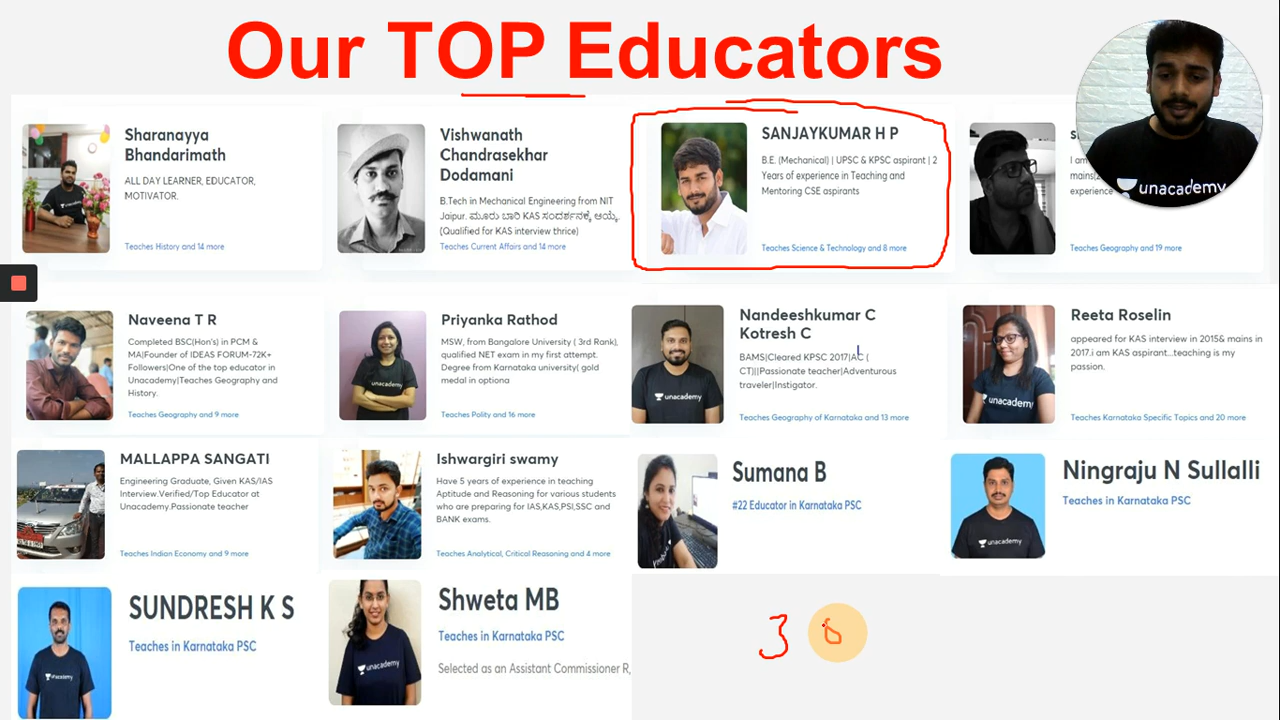 Our TOP Educators
unacademy
Sharanayya
Bhandarimath
ALL DAY LEARNER, EDUCATOR,
MOTIVATOR.
Teaches History and 14 more
Vishwanath
Chandrasekhar
Dodamani
B.Tech in Mechanical Engineering from NIT
Jaipur. ಮೂರು ಬಾರಿ KAS ಸಂದರ್ಶನಕ್ಕೆ ಆಯ್ಕೆ.
(Qualified for KAS interview thrice)
Teaches Current Affairs and 14 more
SANJAYKUMAR H P
B.E. (Mechanical) | UPSC & KPSC aspirant | 2
Years of experience in Teaching and
Mentoring CSE aspirants
Teaches Science & Technology and 8 more
I am
mains|2
experience
Teaches Geography and 19 more
Naveena T R
Completed BSC(Hon's) in PCM &
MA|Founder of IDEAS FORUM-72K+
Followers|One of the top educator in
Unacademy|Teaches Geography and
History.
Teaches Geography and 9 more
unacademy
Priyanka Rathod
MSW, from Bangalore University ( 3rd Rank),
qualified NET exam in my first attempt.
Degree from Karnataka university( gold
medal in optiona
Teaches Polity and 16 more
unacademy
Nandeeshkumar C
Kotresh C
BAMS|Cleared KPSC 2017|AC (
CT)||Passionate teacher|Adventurous
traveler|Instigator.
Teaches Geography of Karnataka and 13 more
unacademy
Reeta Roselin
appeared for KAS interview in 2015& mains in
2017.i am KAS aspirant...teaching is my
passion.
Teaches Karnataka Specific Topics and 20 more
MALLAPPA SANGATI
Engineering Graduate, Given KAS/IAS
Interview.Verified/Top Educator at
Unacademy.Passionate teacher
Teaches Indian Economy and 9 more
Ishwargiri swamy
Have 5 years of experience in teaching
Aptitude and Reasoning for various students
who are preparing for IAS,KAS,PSI,SSC and
BANK exams.
Teaches Analytical, Critical Reasoning and 4 more
Sumana B
#22 Educator in Karnataka PSC
unacademy
Ningraju N Sullalli
Teaches in Karnataka PSC
unacademy
SUNDRESH K S
Teaches in Karnataka PSC
unacademy
Shweta MB
Teaches in Karnataka PSC
Selected as an Assistant Commissioner R,
3